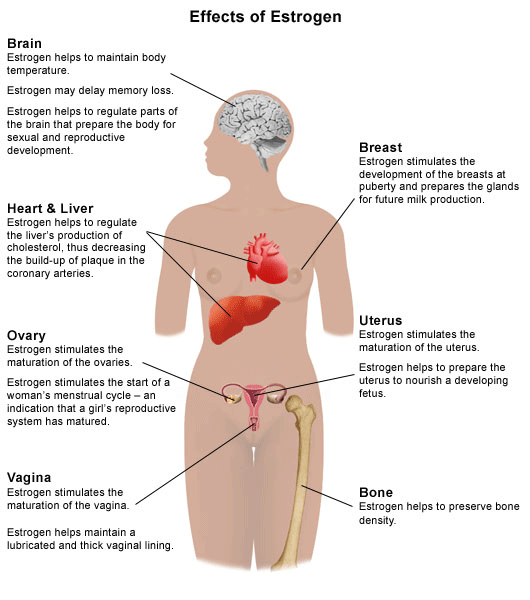 Effects of Estrogen
Brain
Estrogen helps to maintain body
temperature.
Estrogen may delay memory loss.
Estrogen helps to regulate parts of
the brain that prepare the body for
sexual and reproductive
development.
Breast
Estrogen stimulates the
development of the breasts at
puberty and prepares the glands
for future milk production.
Heart & Liver
Estrogen helps to regulate
the liver's production of
cholesterol, thus decreasing
the build-up of plaque in the
coronary arteries.
Ovary
Estrogen stimulates the
maturation of the ovaries.
Estrogen stimulates the start of a
woman's menstrual cycle – an
indication that a girl's reproductive
system has matured.
Uterus
Estrogen stimulates the
maturation of the uterus.
Estrogen helps to prepare the
uterus to nourish a developing
fetus.
Vagina
Estrogen stimulates the
maturation of the vagina.
Estrogen helps maintain a
lubricated and thick vaginal lining.
Bone
Estrogen helps to preserve bone
density.